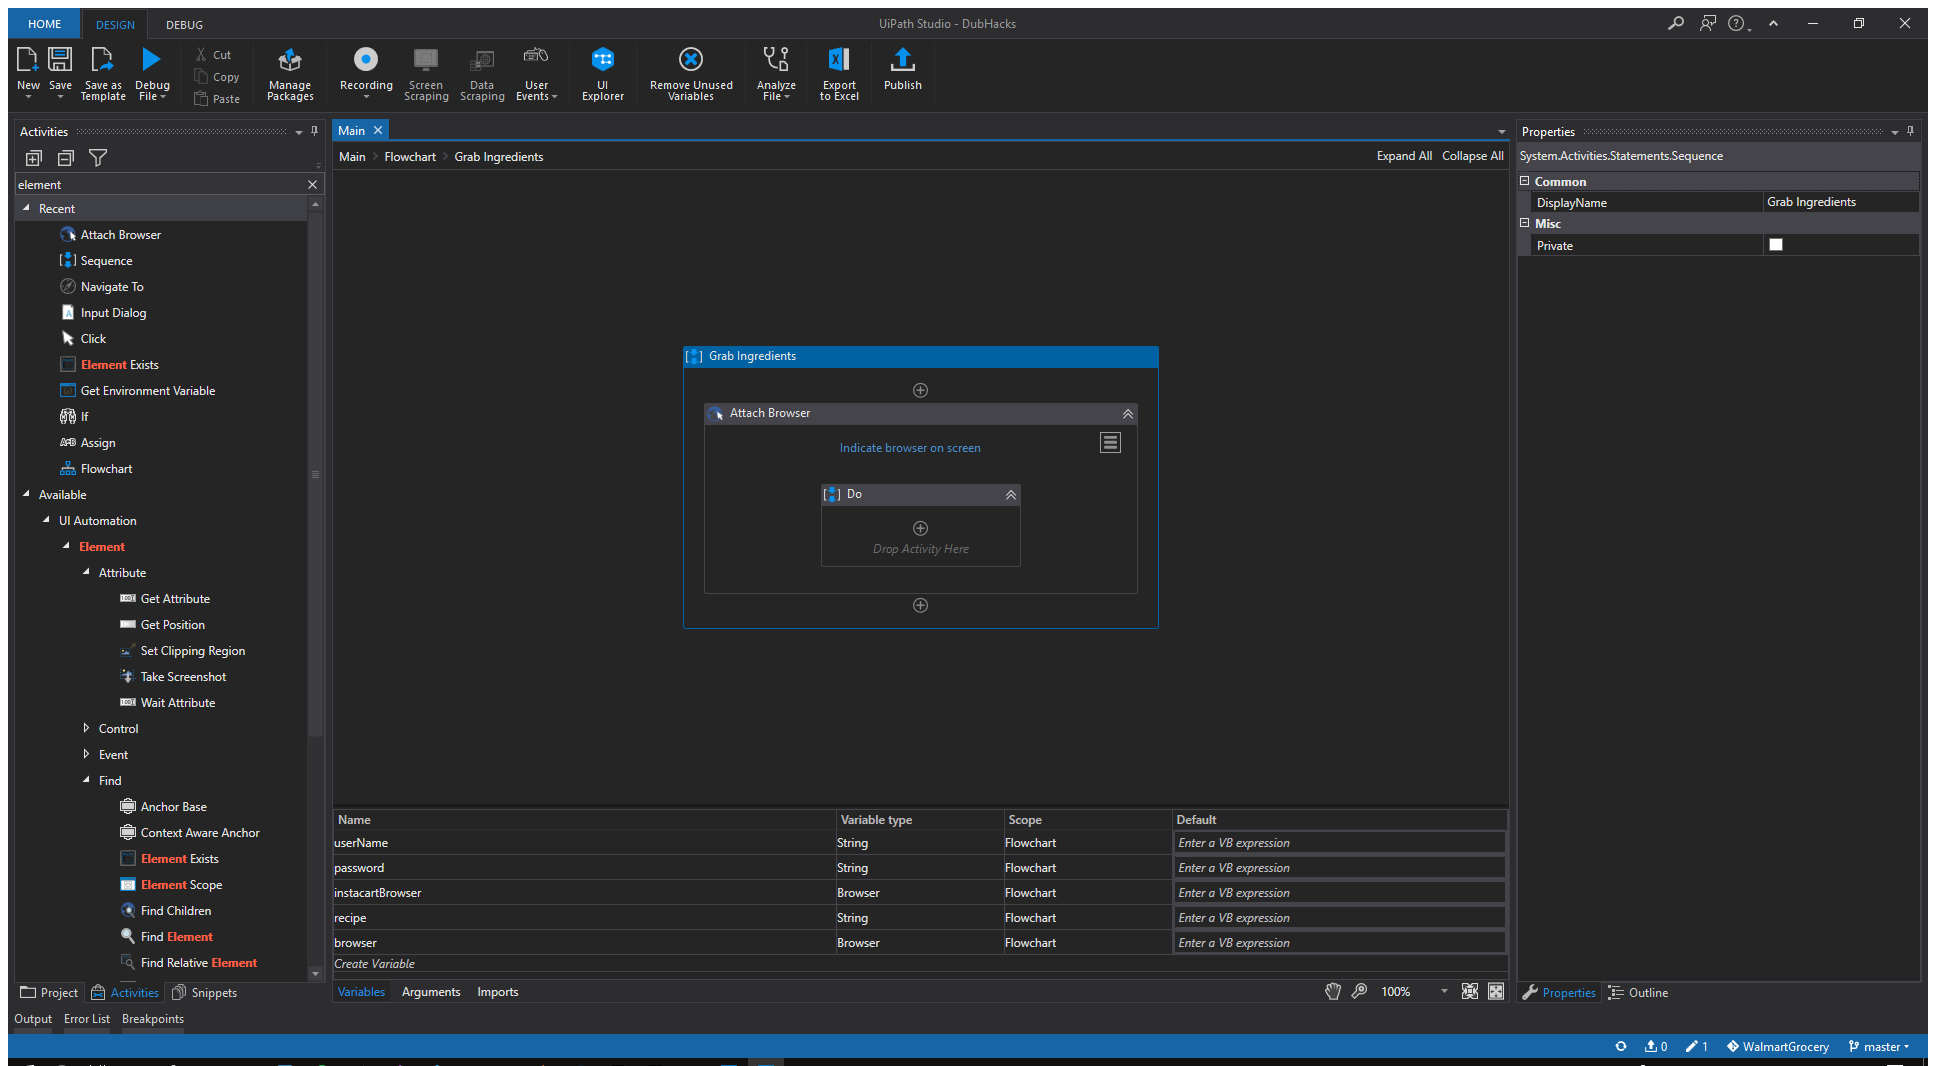 HOME DESIGN DEBUG UiPath Studio - DubHacks
New Save Save as Template Debug File Cut Copy Paste Manage Packages Recording Screen Scraping Data Scraping User Events UI Explorer Remove Unused Variables Analyze File Export to Excel Publish
Activities
element
Recent
Attach Browser
Sequence
Navigate To
Input Dialog
Click
Element Exists
Get Environment Variable
If
Assign
Flowchart
Available
UI Automation
Element
Attribute
Get Attribute
Get Position
Set Clipping Region
Take Screenshot
Wait Attribute
Control
Event
Find
Anchor Base
Context Aware Anchor
Element Exists
Element Scope
Find Children
Find Element
Find Relative Element
Project Activities Snippets
Main
Main Flowchart Grab Ingredients Expand All Collapse All
Grab Ingredients
Attach Browser
Indicate browser on screen
Do
Drop Activity Here
Name Variable type Scope Default
userName String Flowchart Enter a VB expression
password String Flowchart Enter a VB expression
instacartBrowser Browser Flowchart Enter a VB expression
recipe String Flowchart Enter a VB expression
browser Browser Flowchart Enter a VB expression
Create Variable
Variables Arguments Imports 100%
Properties
System.Activities.Statements.Sequence
Common
DisplayName Grab Ingredients
Misc
Private
Properties Outline
Output Error List Breakpoints
0 1 WalmartGrocery master